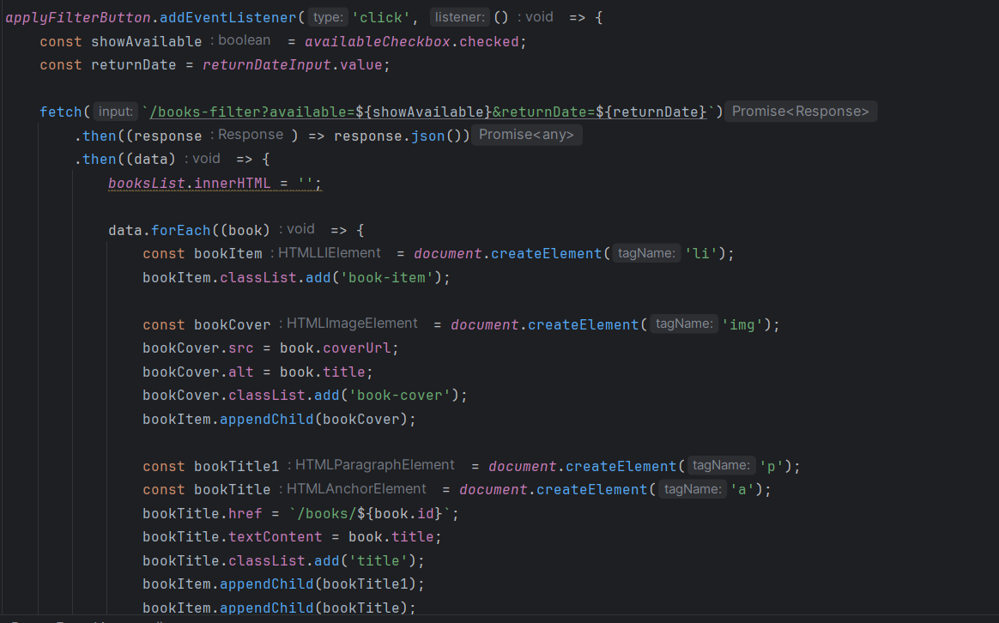 applyFilterButton.addEventListener( type: 'click', listener: () : void => {
const showAvailable : boolean = availableCheckbox.checked;
const returnDate = returnDateInput.value;
fetch( input: `/books-filter?available=${showAvailable}&returnDate=${returnDate}`) Promise<Response>
.then((response : Response ) => response.json()) Promise<any>
.then((data) : void => {
booksList.innerHTML = '';
data.forEach((book) : void => {
const bookItem : HTMLLIElement = document.createElement( tagName: 'li');
bookItem.classList.add('book-item');
const bookCover : HTMLImageElement = document.createElement( tagName: 'img');
bookCover.src = book.coverUrl;
bookCover.alt = book.title;
bookCover.classList.add('book-cover');
bookItem.appendChild(bookCover);
const bookTitle1 : HTMLParagraphElement = document.createElement( tagName: 'p');
const bookTitle : HTMLAnchorElement = document.createElement( tagName: 'a');
bookTitle.href = `/books/${book.id}`;
bookTitle.textContent = book.title;
bookTitle.classList.add('title');
bookItem.appendChild(bookTitle1);
bookItem.appendChild(bookTitle);